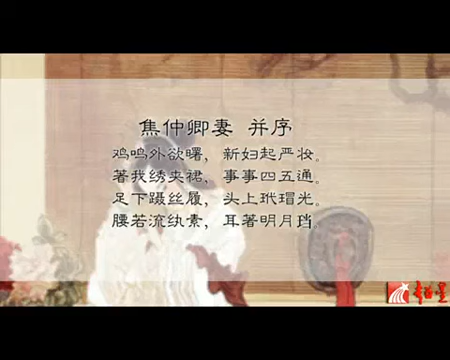 焦仲卿妻 并序
鸡鸣外欲曙，新妇起严妆。
著我绣夹裙，事事四五通。
足下蹑丝履，头上玳瑁光。
腰若流纨素，耳著明月珰。